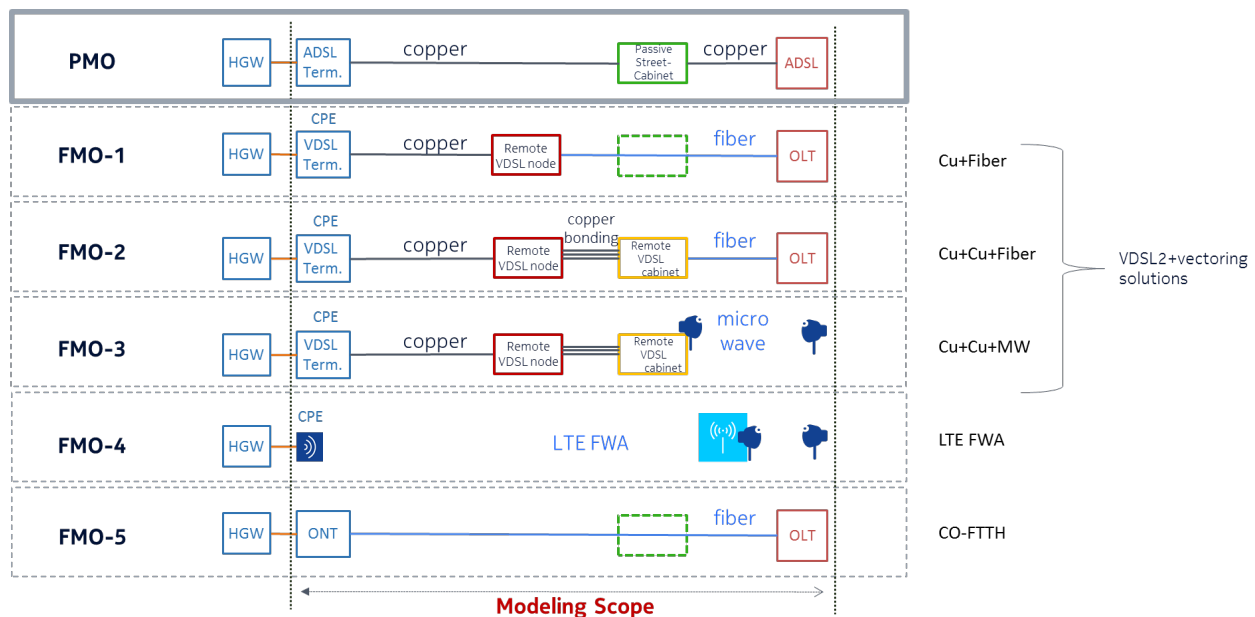 PMO
HGW
ADSL
Term.
copper
Passive
Street-
Cabinet
copper
ADSL
FMO-1
HGW
CPE
VDSL
Term.
copper
Remote
VDSL node
fiber
OLT
Cu+Fiber
FMO-2
HGW
CPE
VDSL
Term.
copper
Remote
VDSL node
copper
bonding
Remote
VDSL
cabinet
fiber
OLT
Cu+Cu+Fiber
VDSL2+vectoring
solutions
FMO-3
HGW
CPE
VDSL
Term.
copper
Remote
VDSL node
Remote
VDSL
cabinet
micro
wave
Cu+Cu+MW
FMO-4
HGW
CPE
LTE FWA
LTE FWA
FMO-5
HGW
ONT
fiber
OLT
CO-FTTH
Modeling Scope